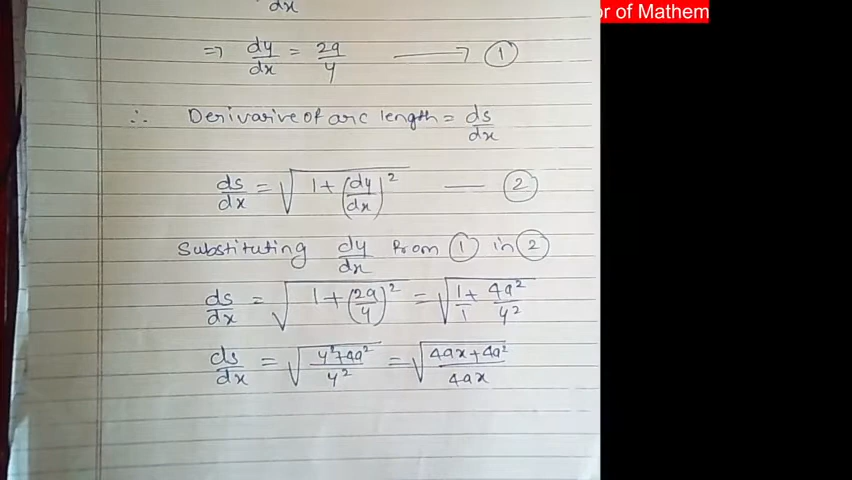 dx
or of Mathem
⇒ dy/dx = 2a/y ⟶ ①
∴ Derivarive of arc length = ds/dx
ds/dx = √(1 + (dy/dx)²) — ②
Substituting dy/dx From ① in ②
ds/dx = √(1 + (2a/y)²) = √(1/1 + 4a²/y²)
ds/dx = √((y² + 4a²)/y²) = √((4ax + 4a²)/4ax)